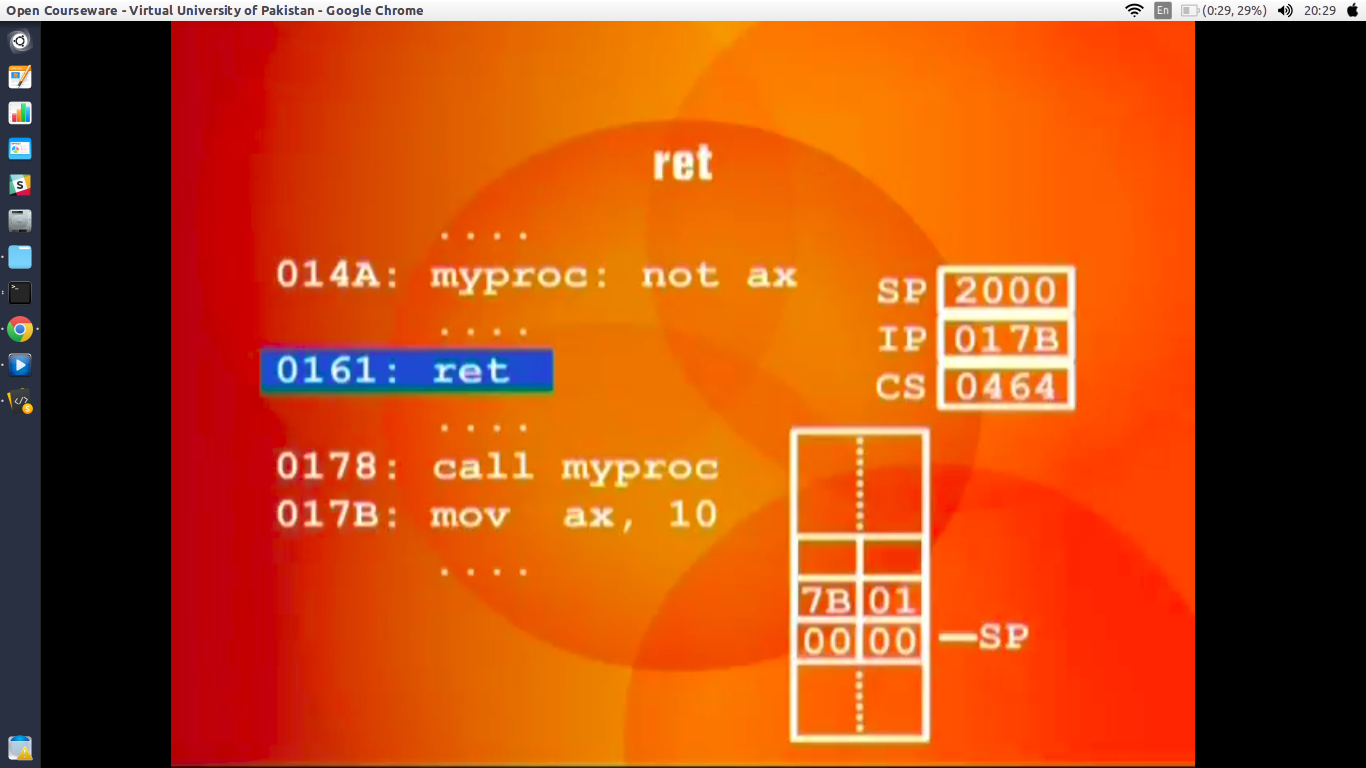 Open Courseware - Virtual University of Pakistan - Google Chrome
En
(0:29, 29%)
20:29
ret
....
014A: myproc: not ax
....
0161: ret
....
0178: call myproc
017B: mov ax, 10
....
SP 2000
IP 017B
CS 0464
7B 01
00 00 SP